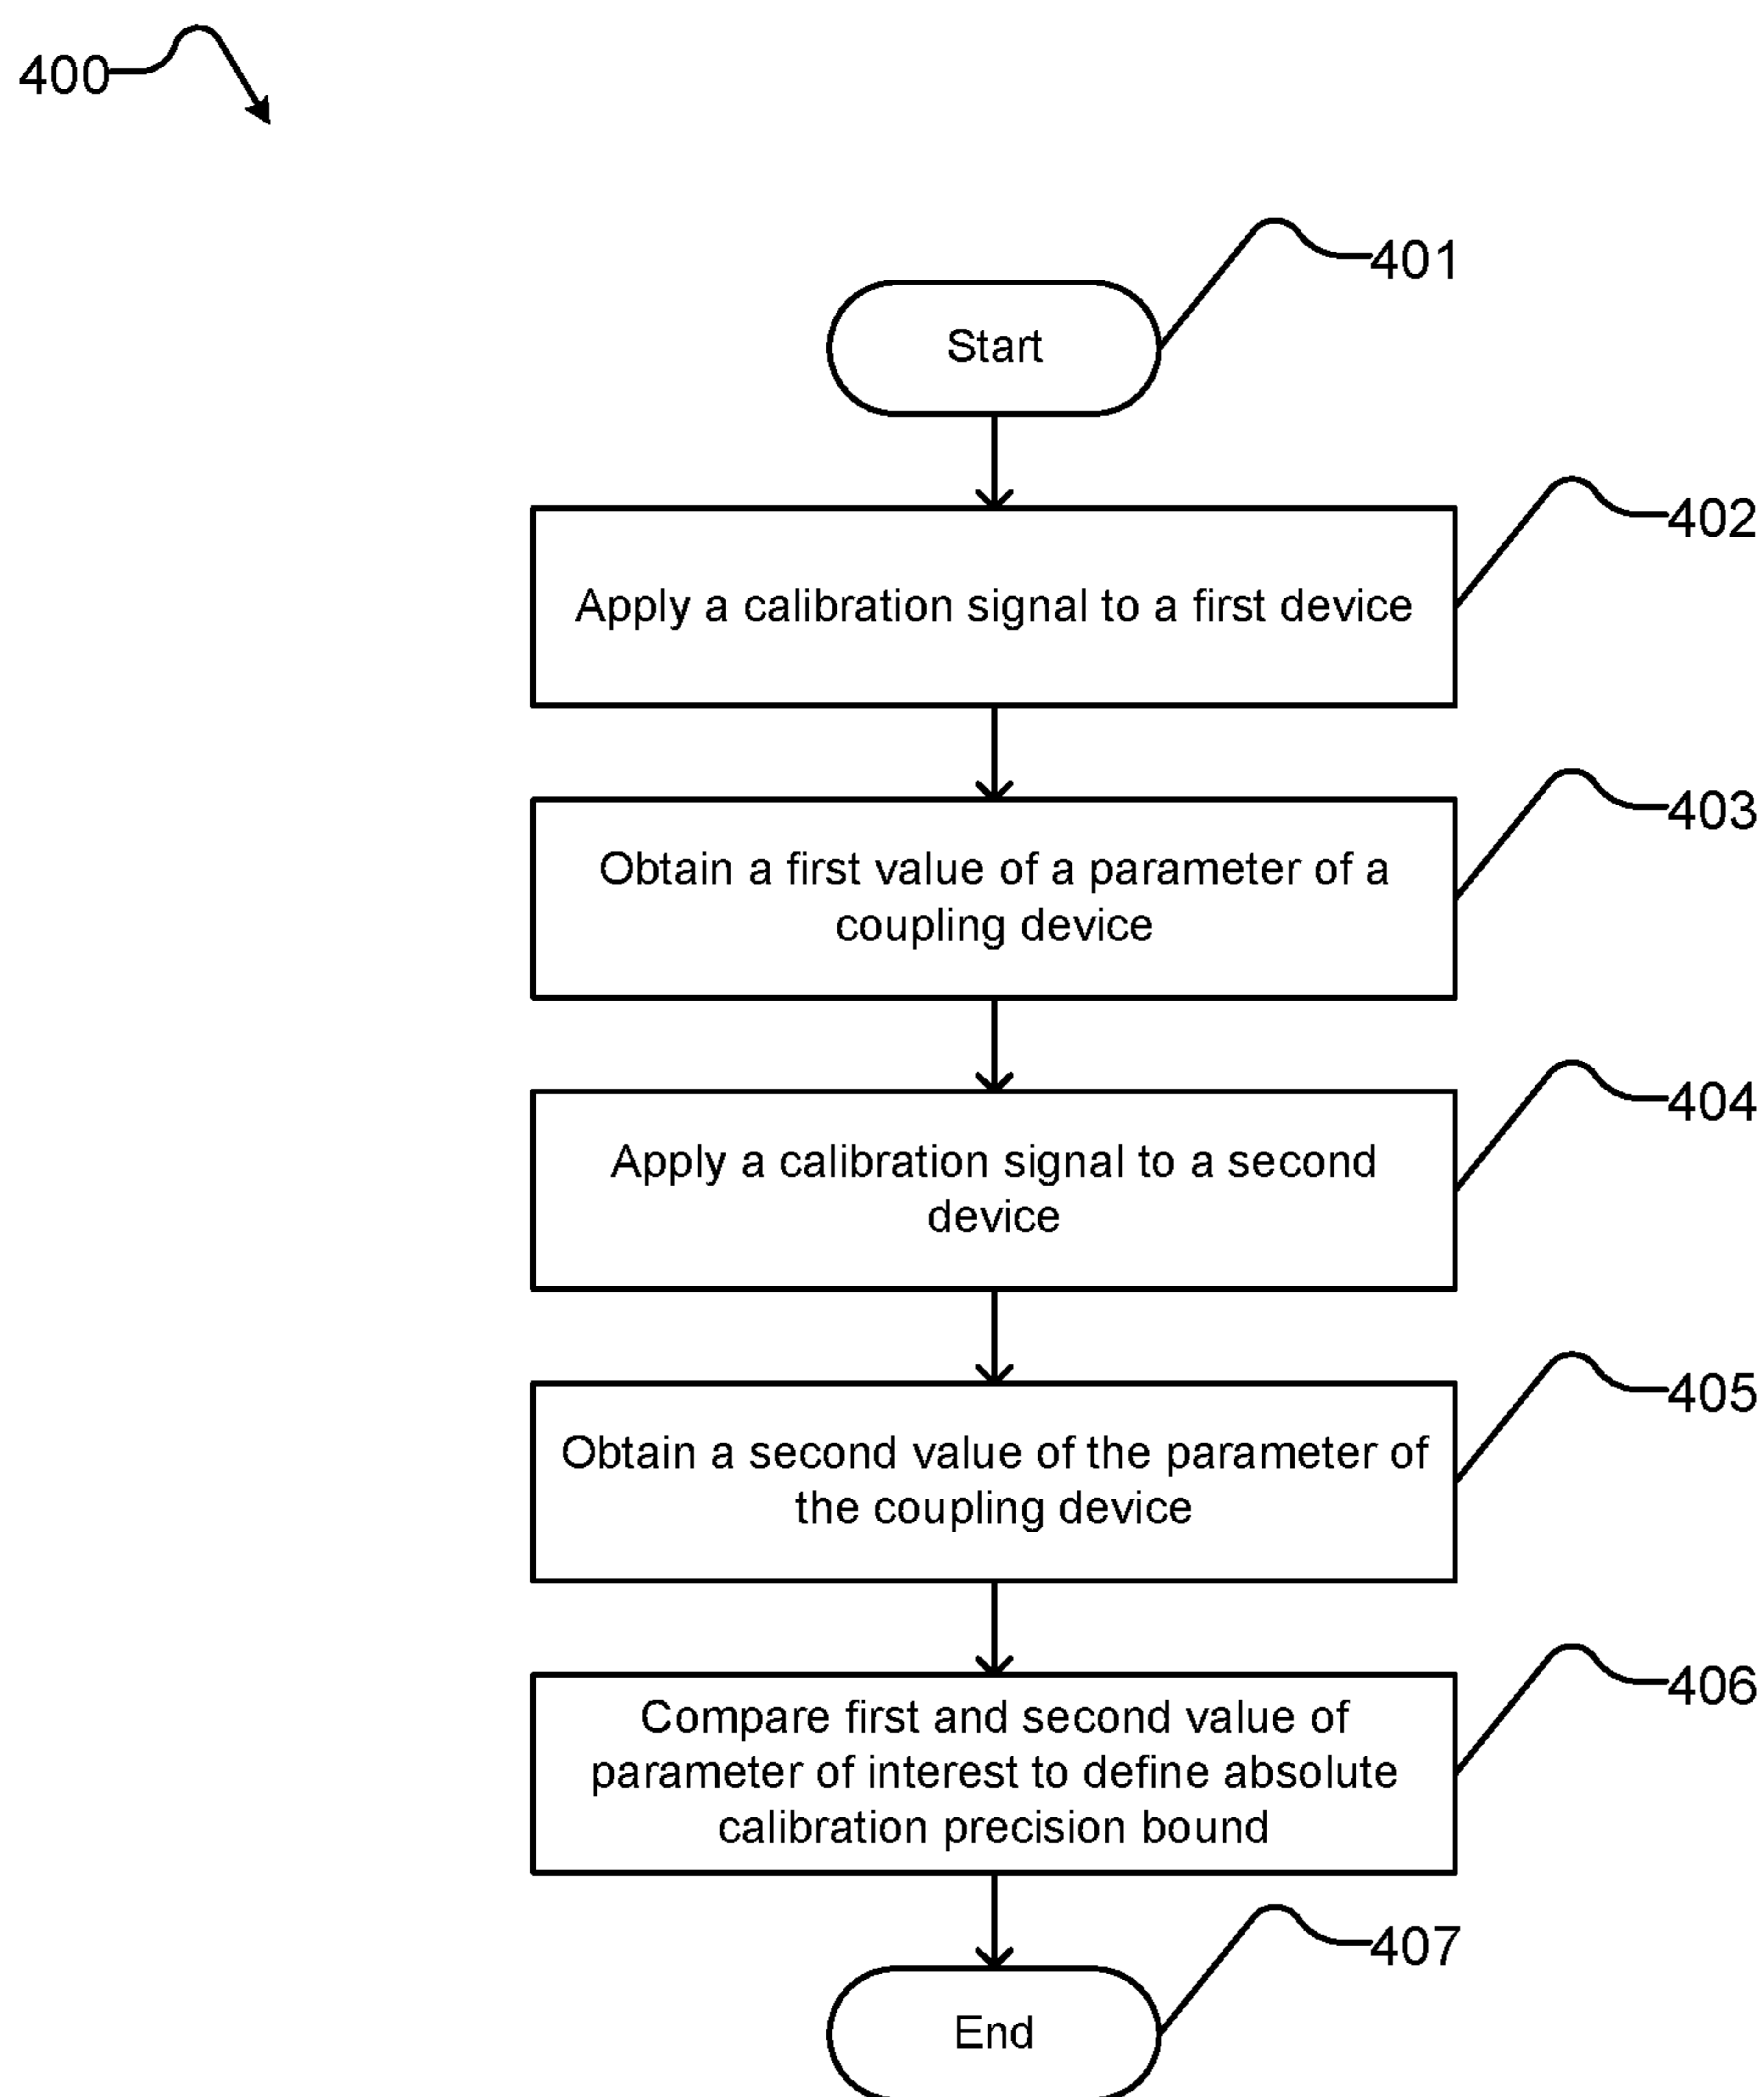 400
401
Start
402
Apply a calibration signal to a first device
403
Obtain a first value of a parameter of a
coupling device
404
Apply a calibration signal to a second
device
405
Obtain a second value of the parameter of
the coupling device
406
Compare first and second value of
parameter of interest to define absolute
calibration precision bound
407
End